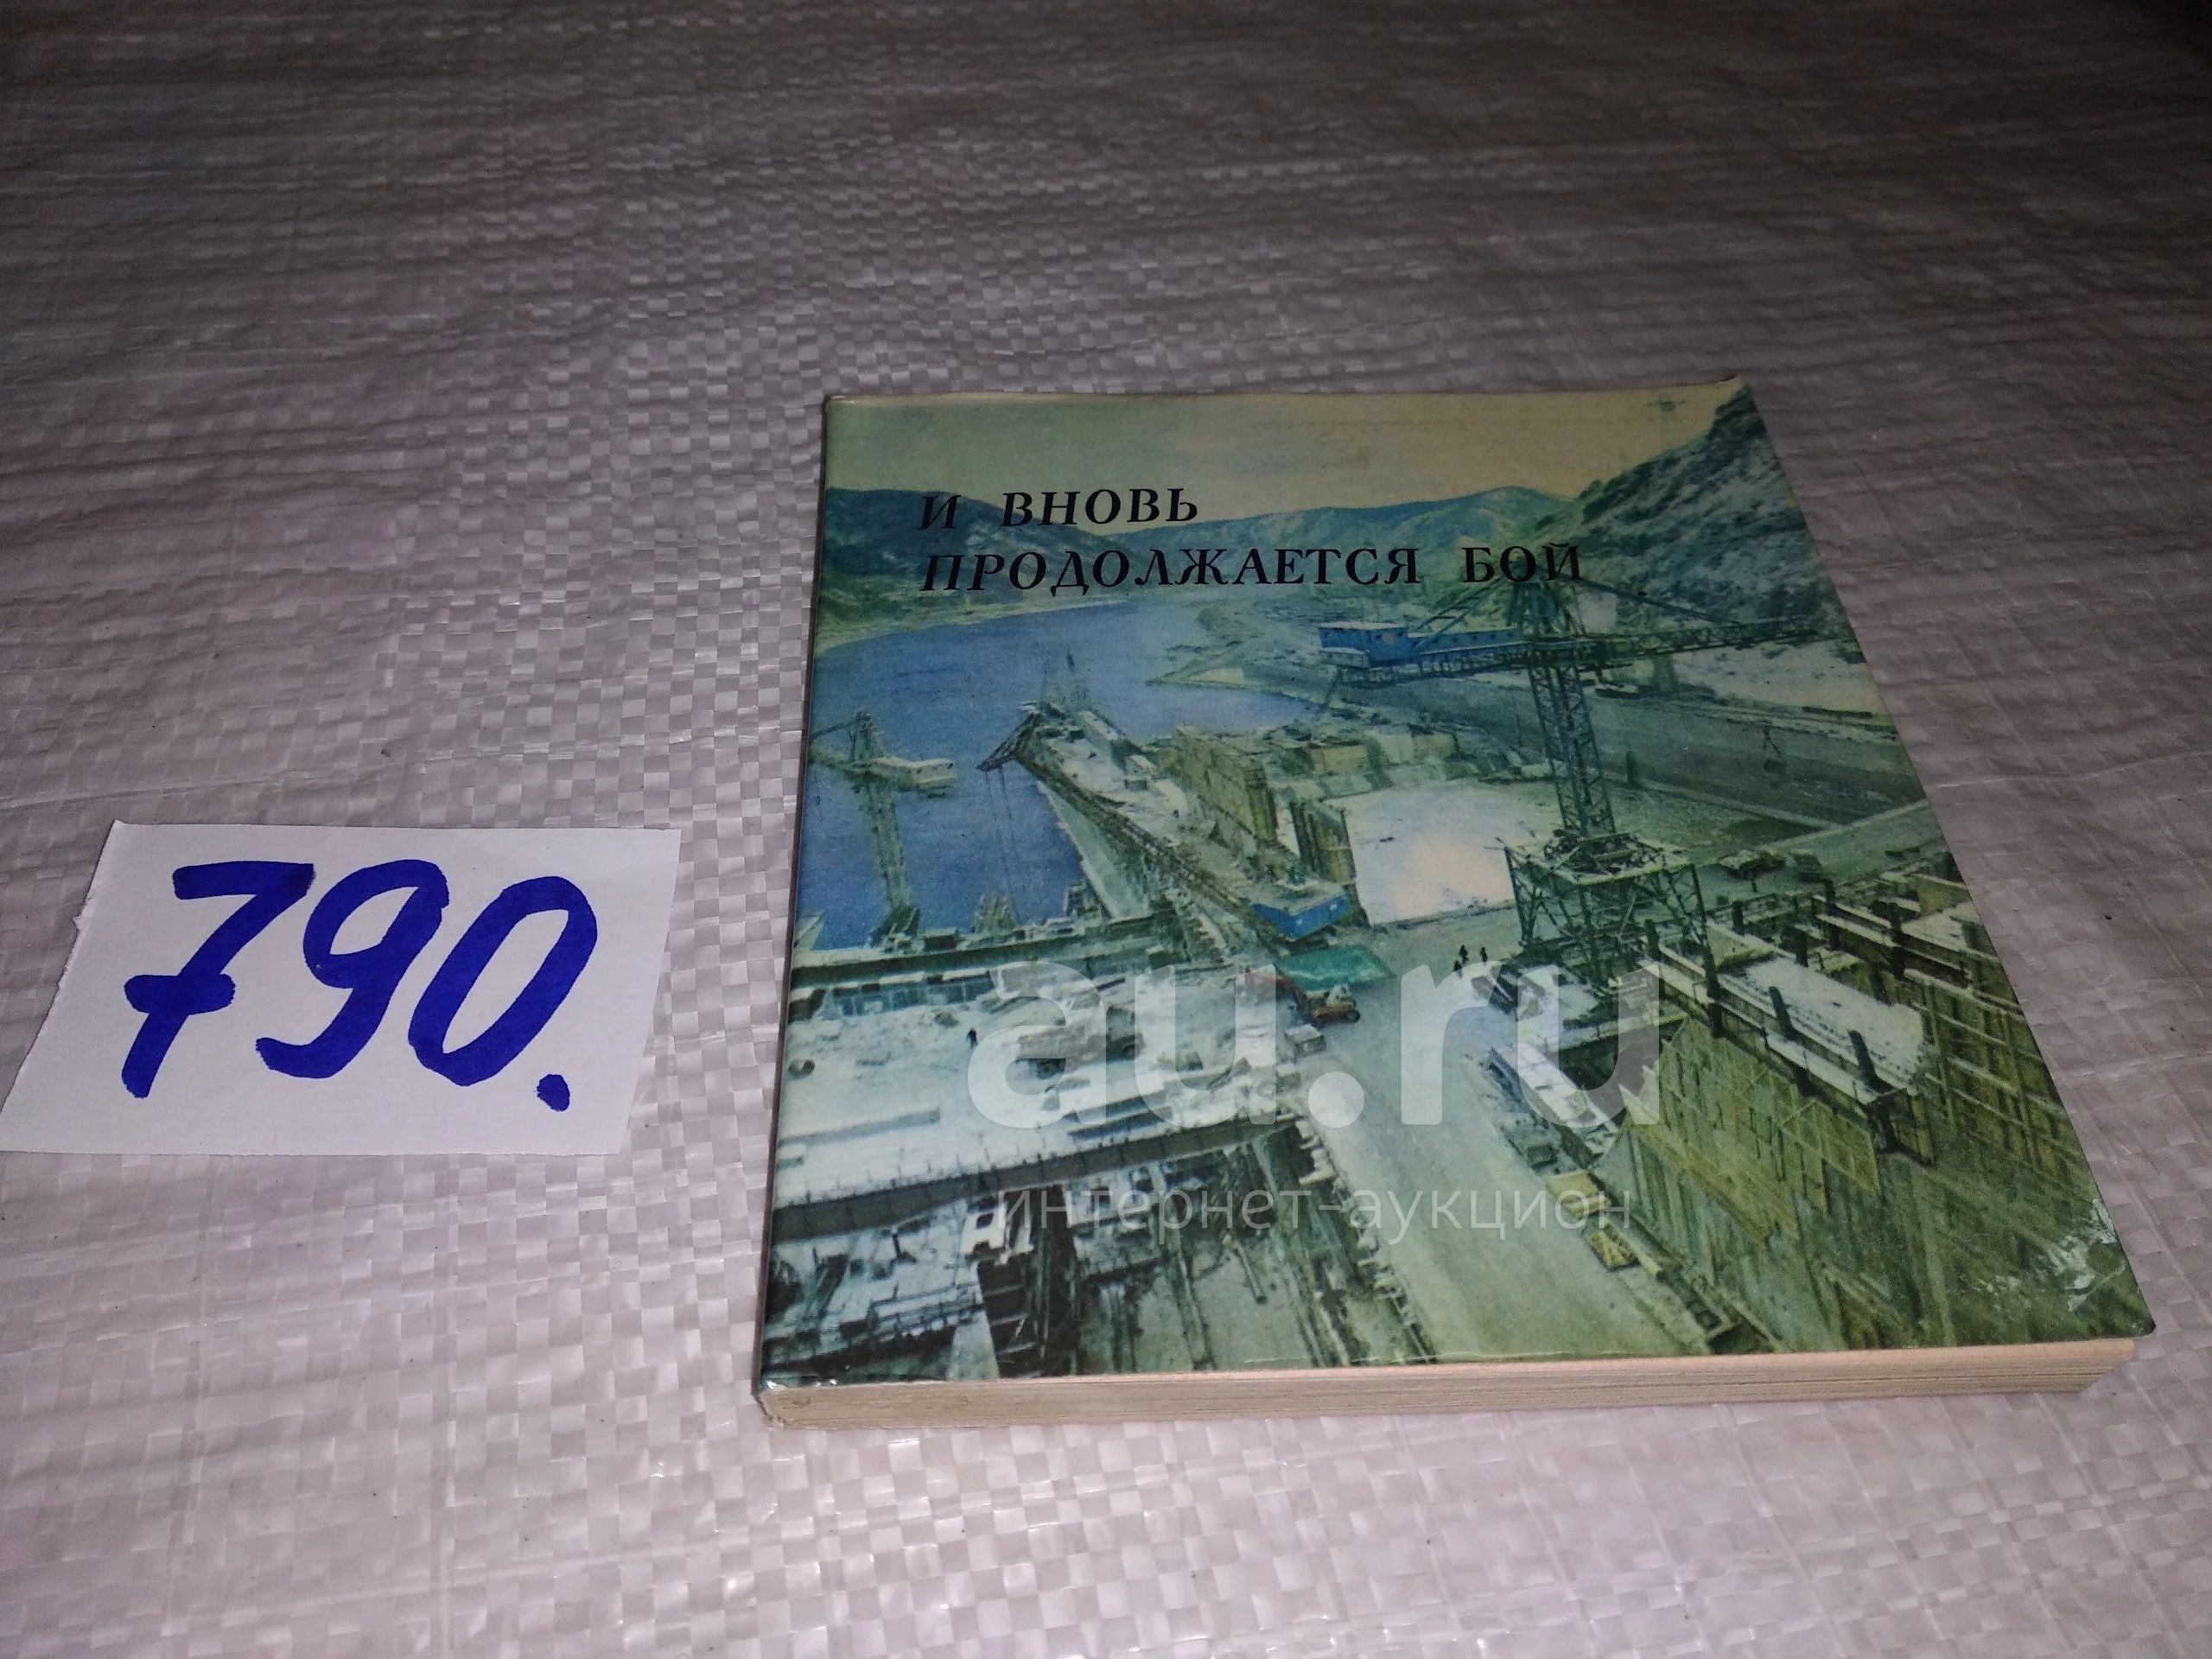 И ВНОВЬ
ПРОДОЛЖАЕТСЯ БОЙ
790.
au.ru
интернет-аукцион